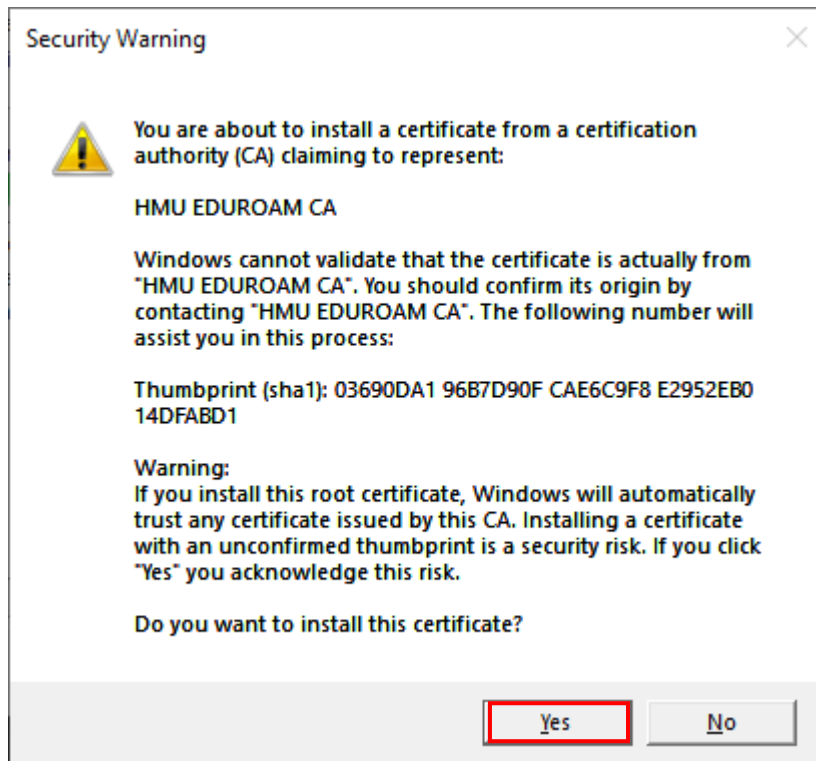 Security Warning
You are about to install a certificate from a certification
authority (CA) claiming to represent:
HMU EDUROAM CA
Windows cannot validate that the certificate is actually from
"HMU EDUROAM CA". You should confirm its origin by
contacting "HMU EDUROAM CA". The following number will
assist you in this process:
Thumbprint (sha1): 03690DA1 96B7D90F CAE6C9F8 E2952EB0
14DFABD1
Warning:
If you install this root certificate, Windows will automatically
trust any certificate issued by this CA. Installing a certificate
with an unconfirmed thumbprint is a security risk. If you click
"Yes" you acknowledge this risk.
Do you want to install this certificate?
Yes
No